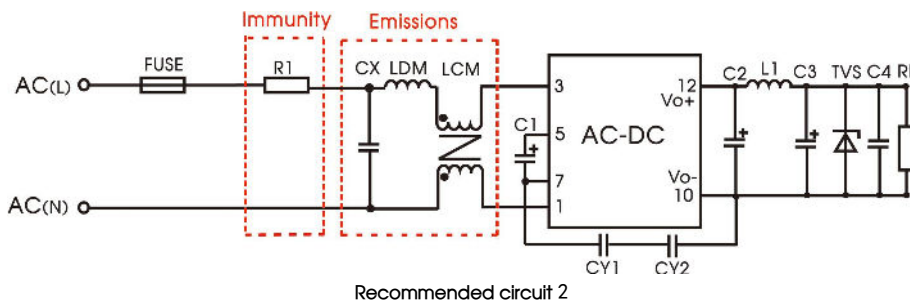 Immunity
Emissions
AC(L)
FUSE
R1
CX
LDM
LCM
3
C1
5
7
1
AC-DC
12
Vo+
Vo-
10
C2
L1
C3
TVS
C4
CY1
CY2
AC(N)
Recommended circuit 2